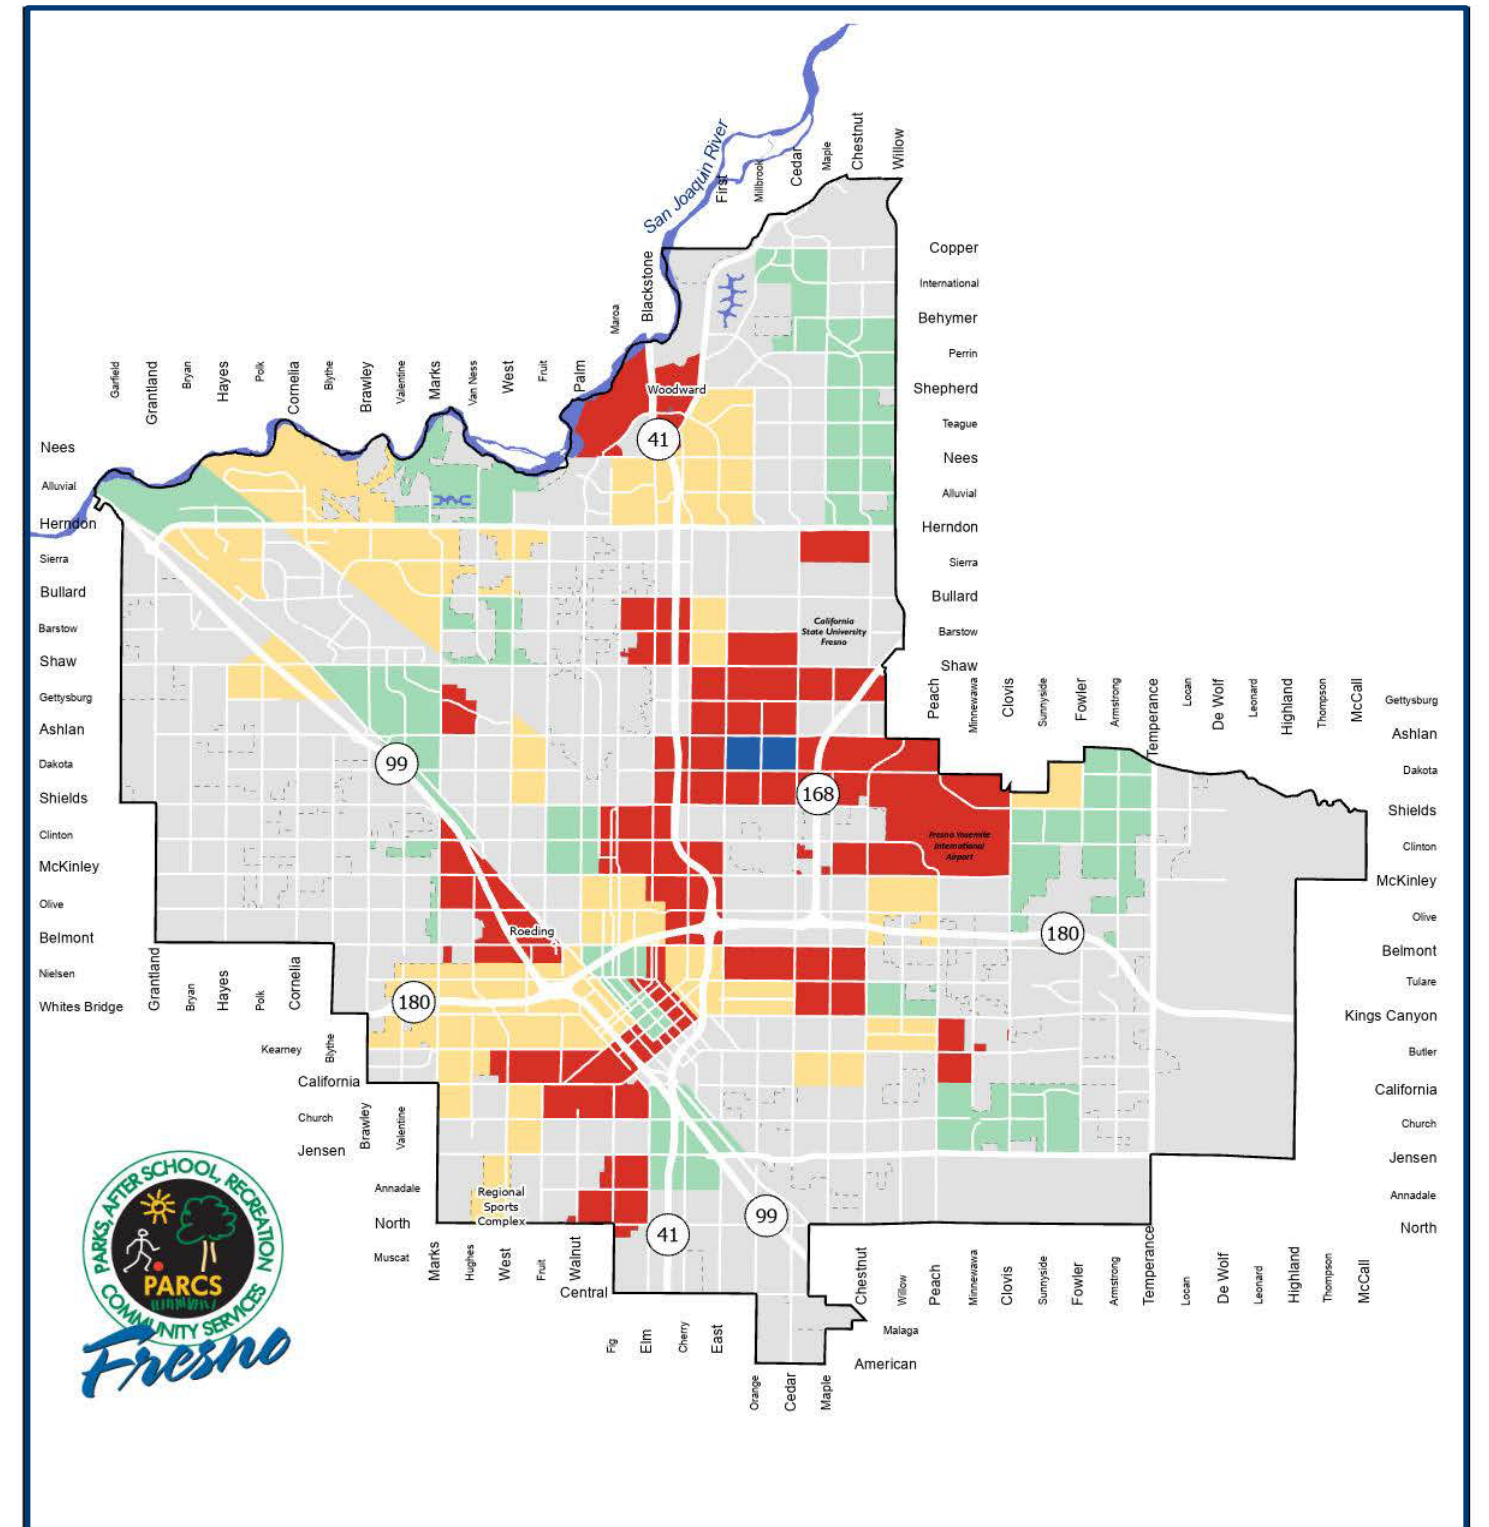 San Joaquin River
First
Millbrook
Cedar
Maple
Chestnut
Willow
Copper
International
Behymer
Perrin
Shepherd
Teague
Nees
Alluvial
Herndon
Sierra
Bullard
Barstow
Shaw
Blackstone
Maroa
Garfield
Grantland
Bryan
Hayes
Polk
Cornelia
Blythe
Brawley
Valentine
Marks
Van Ness
West
Fruit
Palm
Woodward
41
Nees
Alluvial
Herndon
Sierra
Bullard
Barstow
Shaw
Gettysburg
Ashlan
Dakota
Shields
Clinton
McKinley
Olive
Belmont
Nielsen
Whites Bridge
California
State University
Fresno
Peach
Minnewawa
Clovis
Sunnyside
Fowler
Armstrong
Temperance
Locan
De Wolf
Leonard
Highland
Thompson
McCall
Gettysburg
Ashlan
Dakota
Shields
Clinton
McKinley
Olive
Belmont
Tulare
Kings Canyon
Butler
California
Church
Jensen
Annadale
North
99
168
Fresno Yosemite
International
Airport
Roeding
180
180
Grantland
Bryan
Hayes
Polk
Cornelia
Kearney
Blythe
California
Church
Jensen
Brawley
Valentine
Annadale
North
Muscat
Regional
Sports
Complex
41
99
Marks
Hughes
West
Fruit
Walnut
Central
Fig
Elm
Cherry
East
Orange
Cedar
Maple
Malaga
American
Chestnut
Willow
Peach
Minnewawa
Clovis
Sunnyside
Fowler
Armstrong
Temperance
Locan
De Wolf
Leonard
Highland
Thompson
McCall
PARKS, AFTER SCHOOL, RECREATION
PARCS
COMMUNITY SERVICES
Fresno